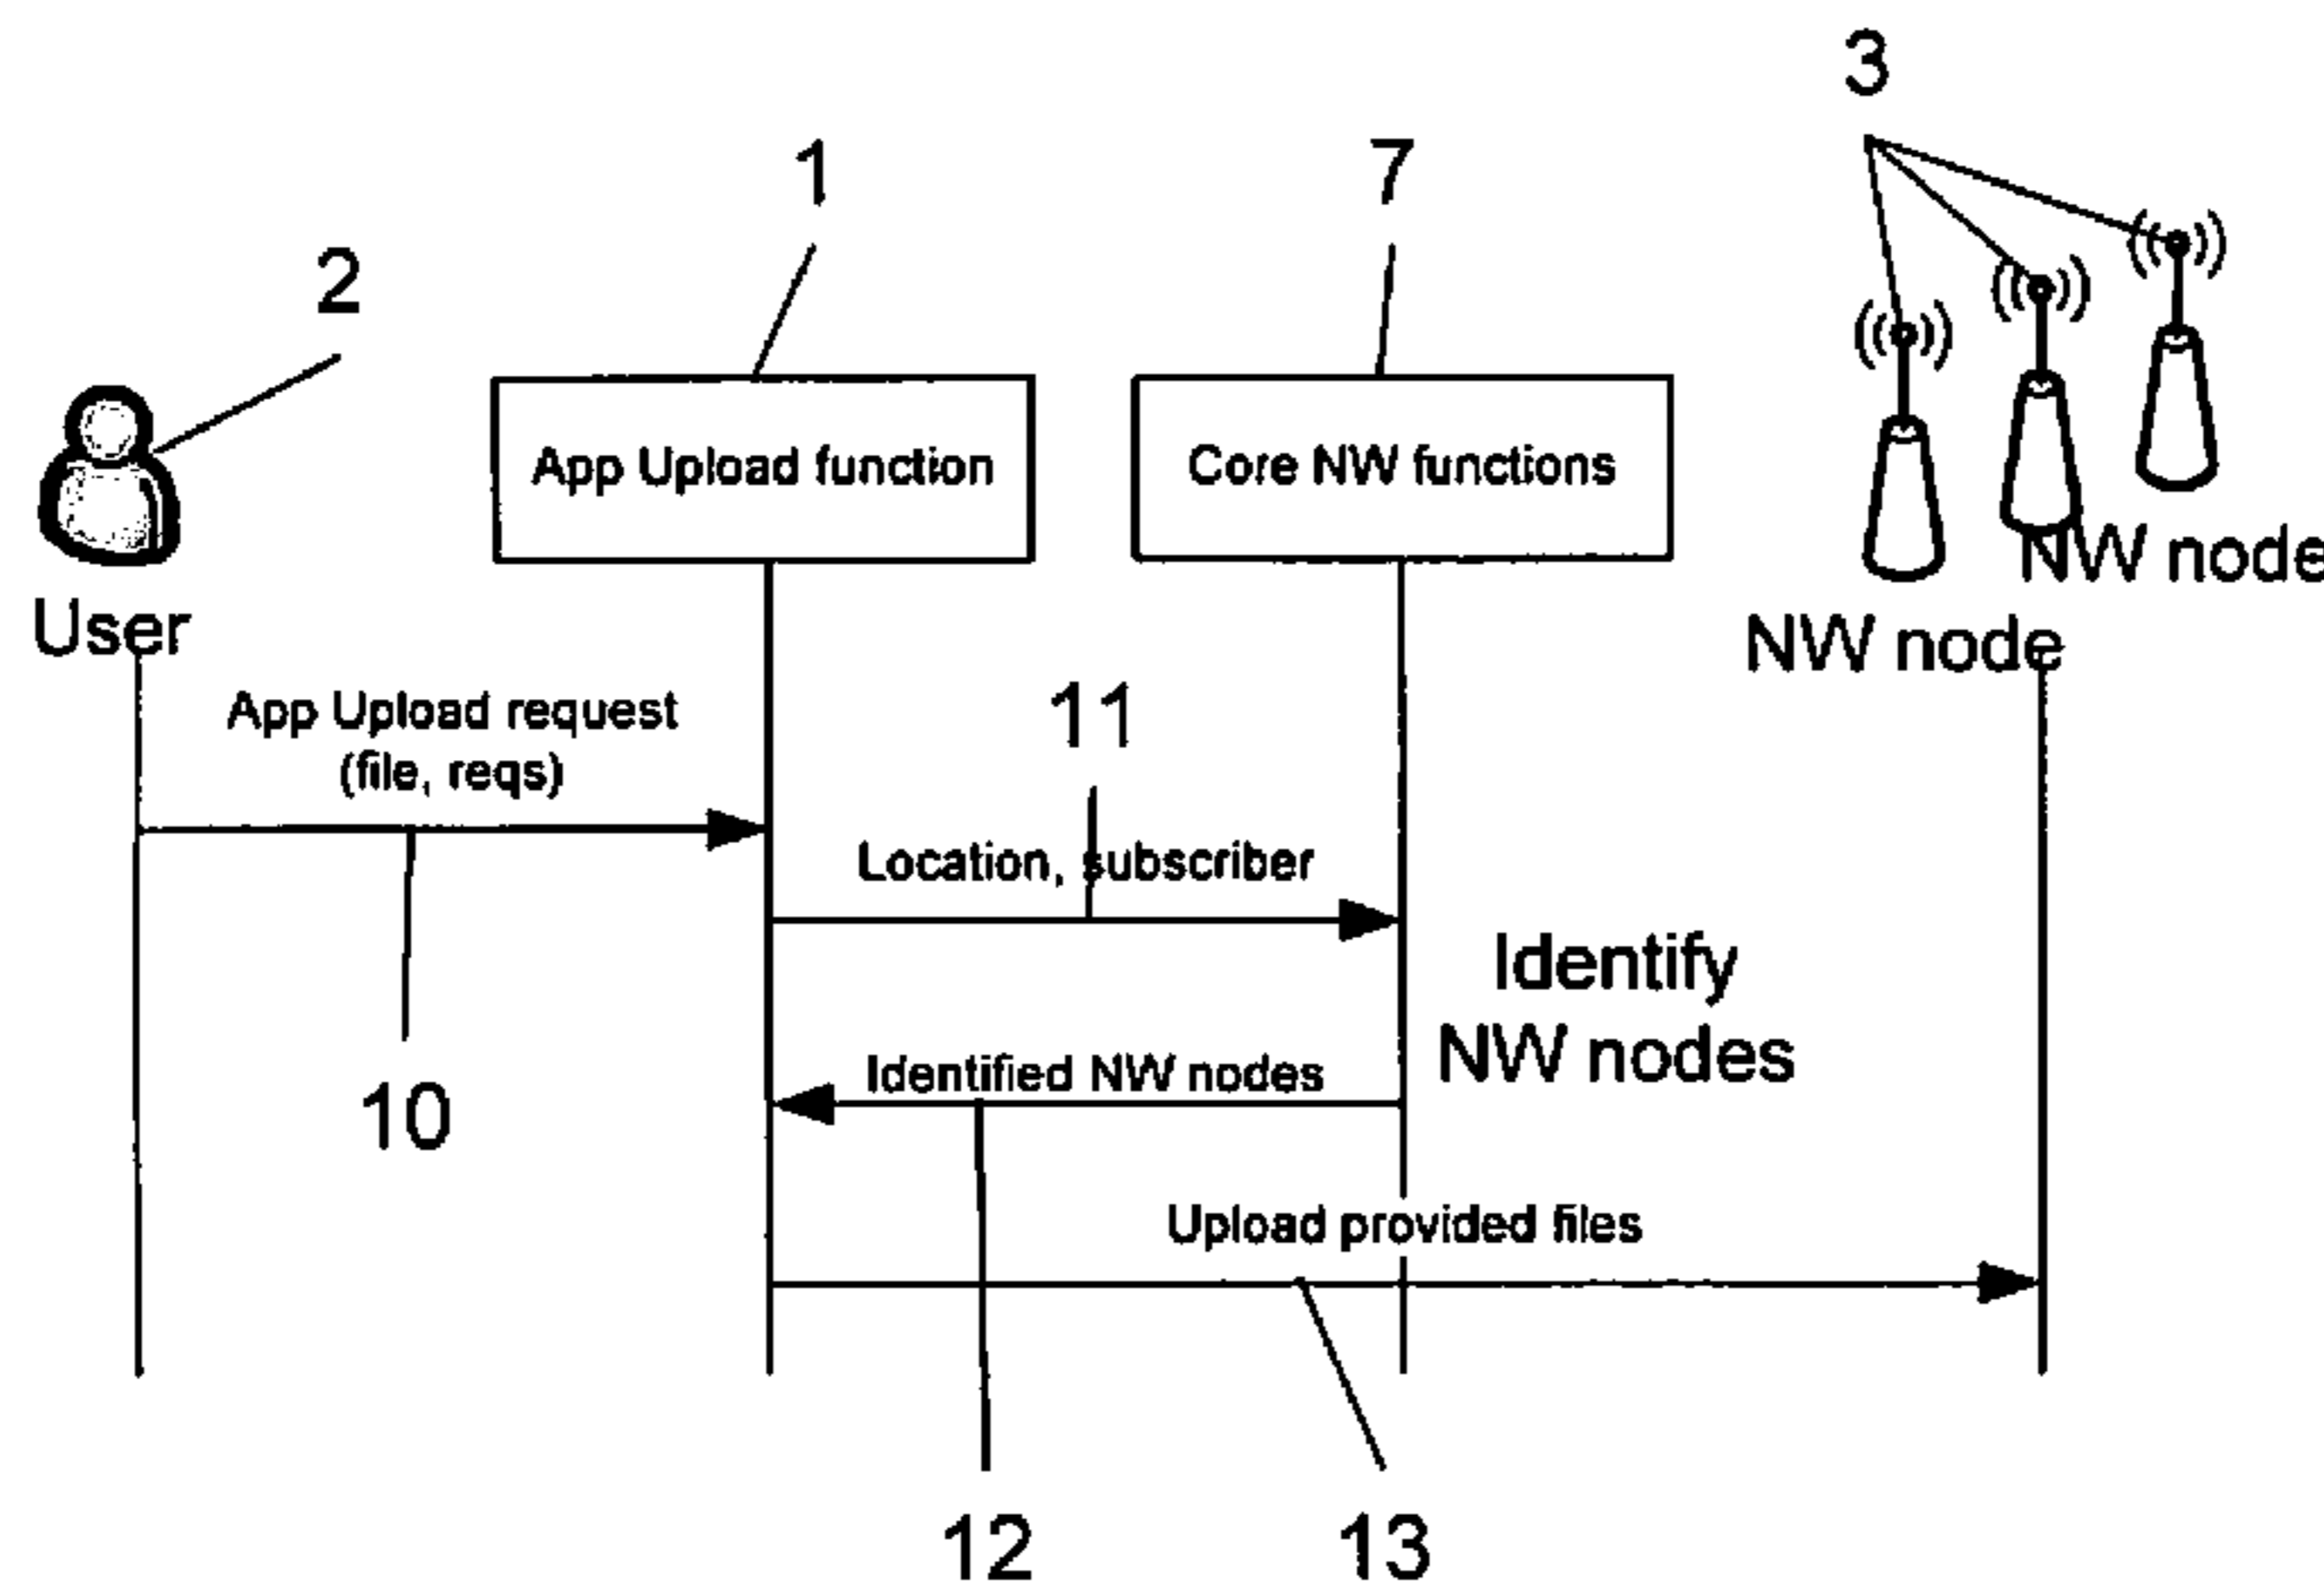 3
1
7
2
App Upload function
Core NW functions
NW node
User
NW node
App Upload request
(file, reqs)
11
Location, subscriber
Identify
NW nodes
Identified NW nodes
10
Upload provided files
12
13